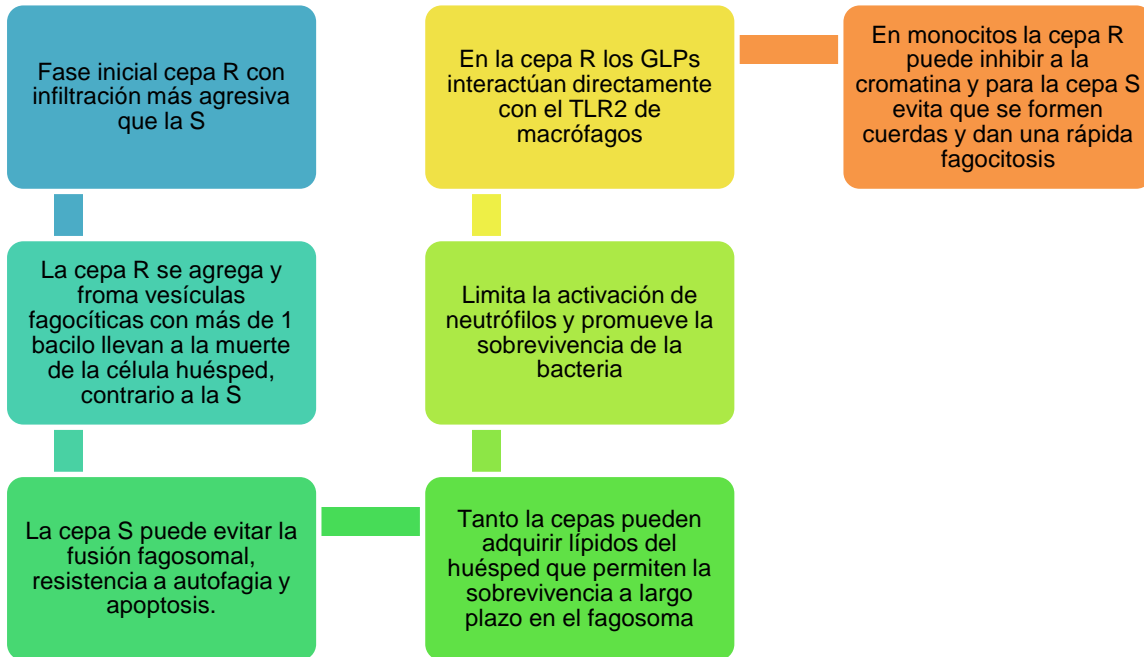 Fase inicial cepa R con
infiltración más agresiva
que la S
La cepa R se agrega y
froma vesículas
fagocíticas con más de 1
bacilo llevan a la muerte
de la célula huésped,
contrario a la S
La cepa S puede evitar la
fusión fagosomal,
resistencia a autofagia y
apoptosis.
Tanto la cepas pueden
adquirir lípidos del
huésped que permiten la
sobrevivencia a largo
plazo en el fagosoma
Limita la activación de
neutrófilos y promueve la
sobrevivencia de la
bacteria
En la cepa R los GLPs
interactúan directamente
con el TLR2 de
macrófagos
En monocitos la cepa R
puede inhibir a la
cromatina y para la cepa S
evita que se formen
cuerdas y dan una rápida
fagocitosis